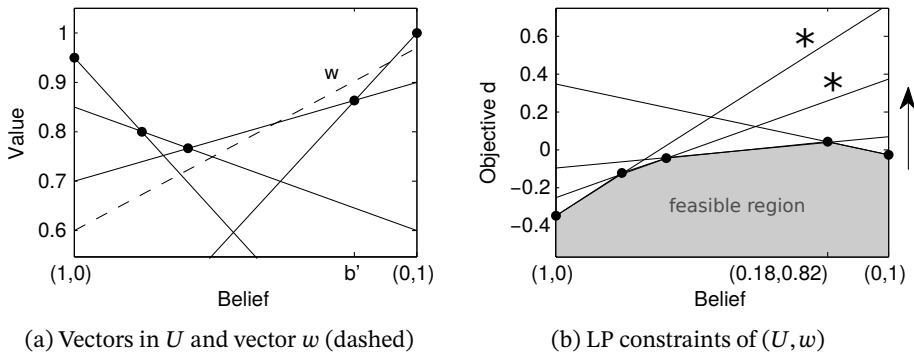 1
0.9
0.8
0.7
0.6
Value
w
(1,0)
b'
(0,1)
Belief
(a) Vectors in U and vector w (dashed)
0.6
0.4
0.2
0
−0.2
−0.4
Objective d
*
*
feasible region
(1,0)
(0.18,0.82)
(0,1)
Belief
(b) LP constraints of (U, w)